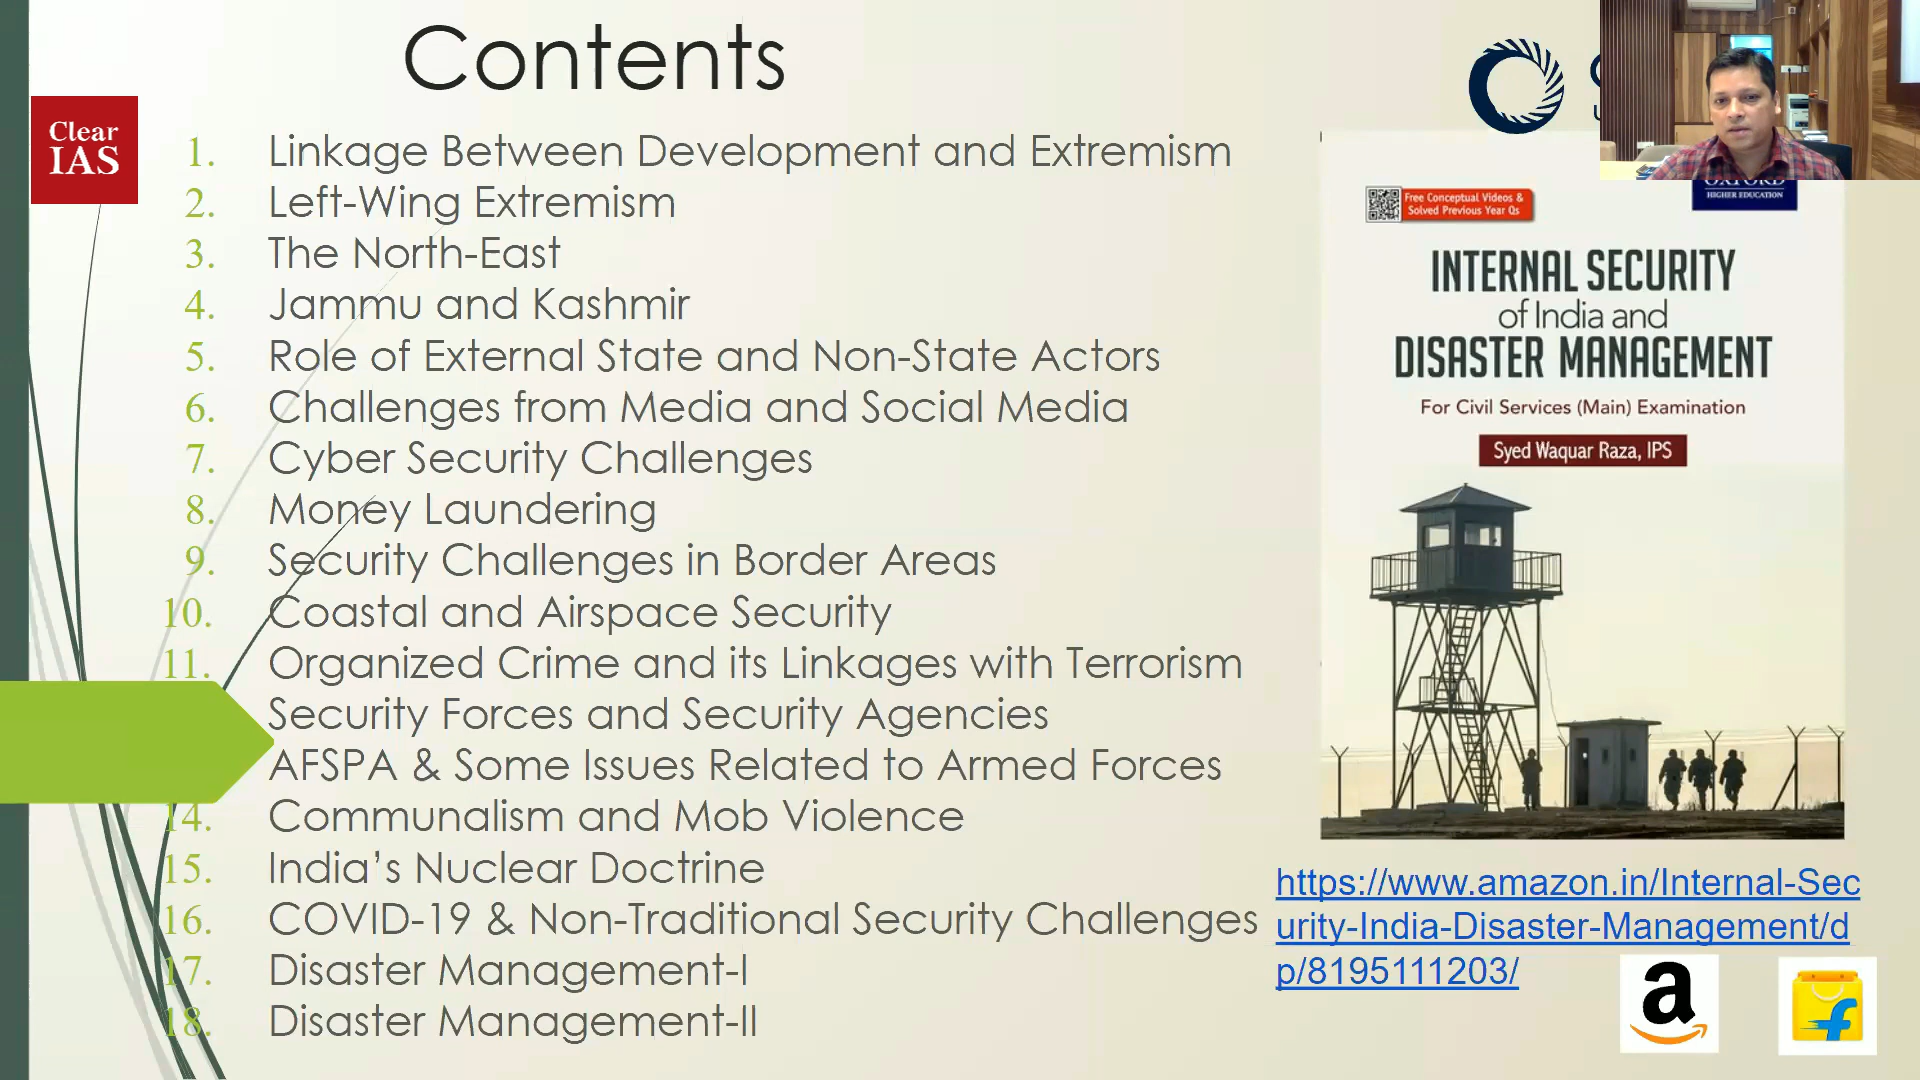 Contents
Clear
IAS
1. Linkage Between Development and Extremism
2. Left-Wing Extremism
3. The North-East
4. Jammu and Kashmir
5. Role of External State and Non-State Actors
6. Challenges from Media and Social Media
7. Cyber Security Challenges
8. Money Laundering
9. Security Challenges in Border Areas
10. Coastal and Airspace Security
11. Organized Crime and its Linkages with Terrorism
Security Forces and Security Agencies
AFSPA & Some Issues Related to Armed Forces
14. Communalism and Mob Violence
15. India's Nuclear Doctrine
16. COVID-19 & Non-Traditional Security Challenges
17. Disaster Management-I
18. Disaster Management-II
OXFORD
HIGHER EDUCATION
Free Conceptual Videos &
Solved Previous Year Qs
INTERNAL SECURITY
of India and
DISASTER MANAGEMENT
For Civil Services (Main) Examination
Syed Waquar Raza, IPS
https://www.amazon.in/Internal-Sec
urity-India-Disaster-Management/d
p/8195111203/
a
f